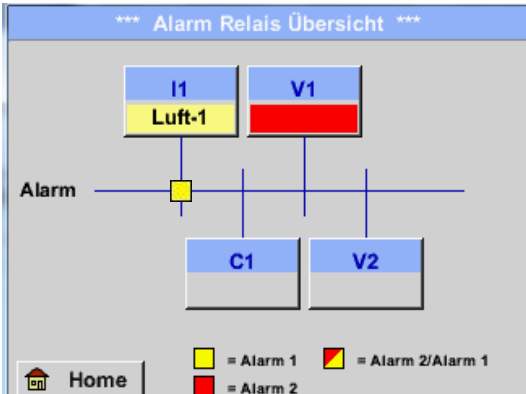 *** Alarm Relais Übersicht ***
I1 V1
Luft-1
Alarm
C1 V2
= Alarm 1 = Alarm 2/Alarm 1
Home
= Alarm 2